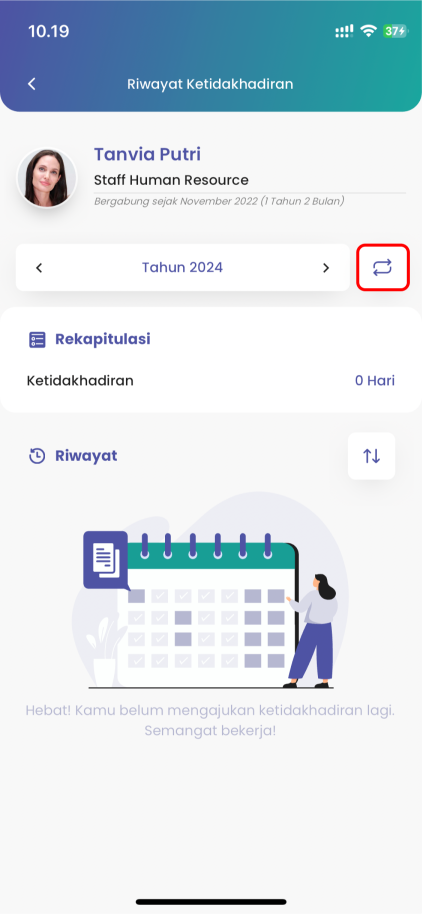 10.19
37
Riwayat Ketidakhadiran
Tanvia Putri
Staff Human Resource
Bergabung sejak November 2022 (1 Tahun 2 Bulan)
Tahun 2024
Rekapitulasi
Ketidakhadiran
0 Hari
Riwayat
Hebat! Kamu belum mengajukan ketidakhadiran lagi.
Semangat bekerja!